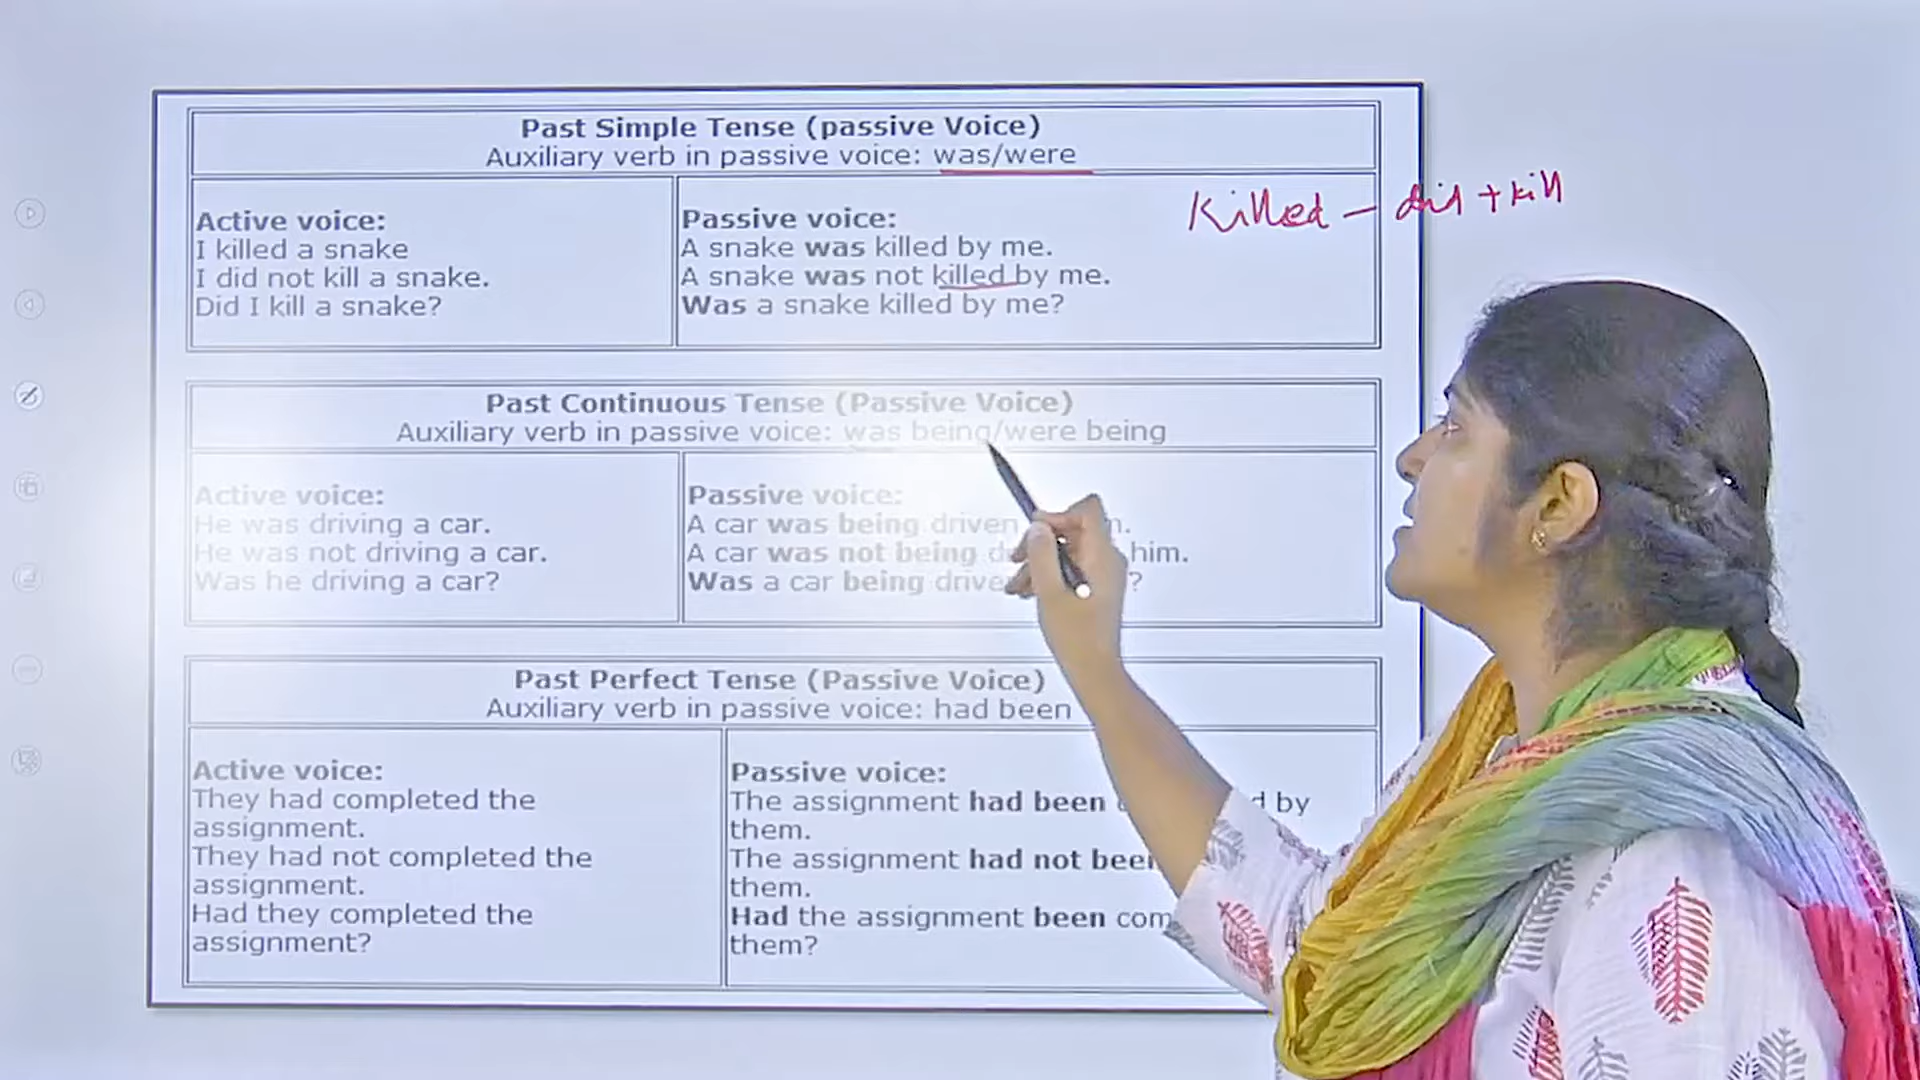 Past Simple Tense (passive Voice)
Auxiliary verb in passive voice: was/were
Killed – did + kill
Active voice:
I killed a snake
I did not kill a snake.
Did I kill a snake?
Passive voice:
A snake was killed by me.
A snake was not killed by me.
Was a snake killed by me?
Past Continuous Tense (Passive Voice)
Auxiliary verb in passive voice: was being/were being
Active voice:
He was driving a car.
He was not driving a car.
Was he driving a car?
Passive voice:
A car was being driven
A car was not being him.
Was a car being ?
Past Perfect Tense (Passive Voice)
Auxiliary verb in passive voice: had been
Active voice:
They had completed the
assignment.
They had not completed the
assignment.
Had they completed the
assignment?
Passive voice:
The assignment had been by
them.
The assignment had not
them.
Had the assignment been
them?